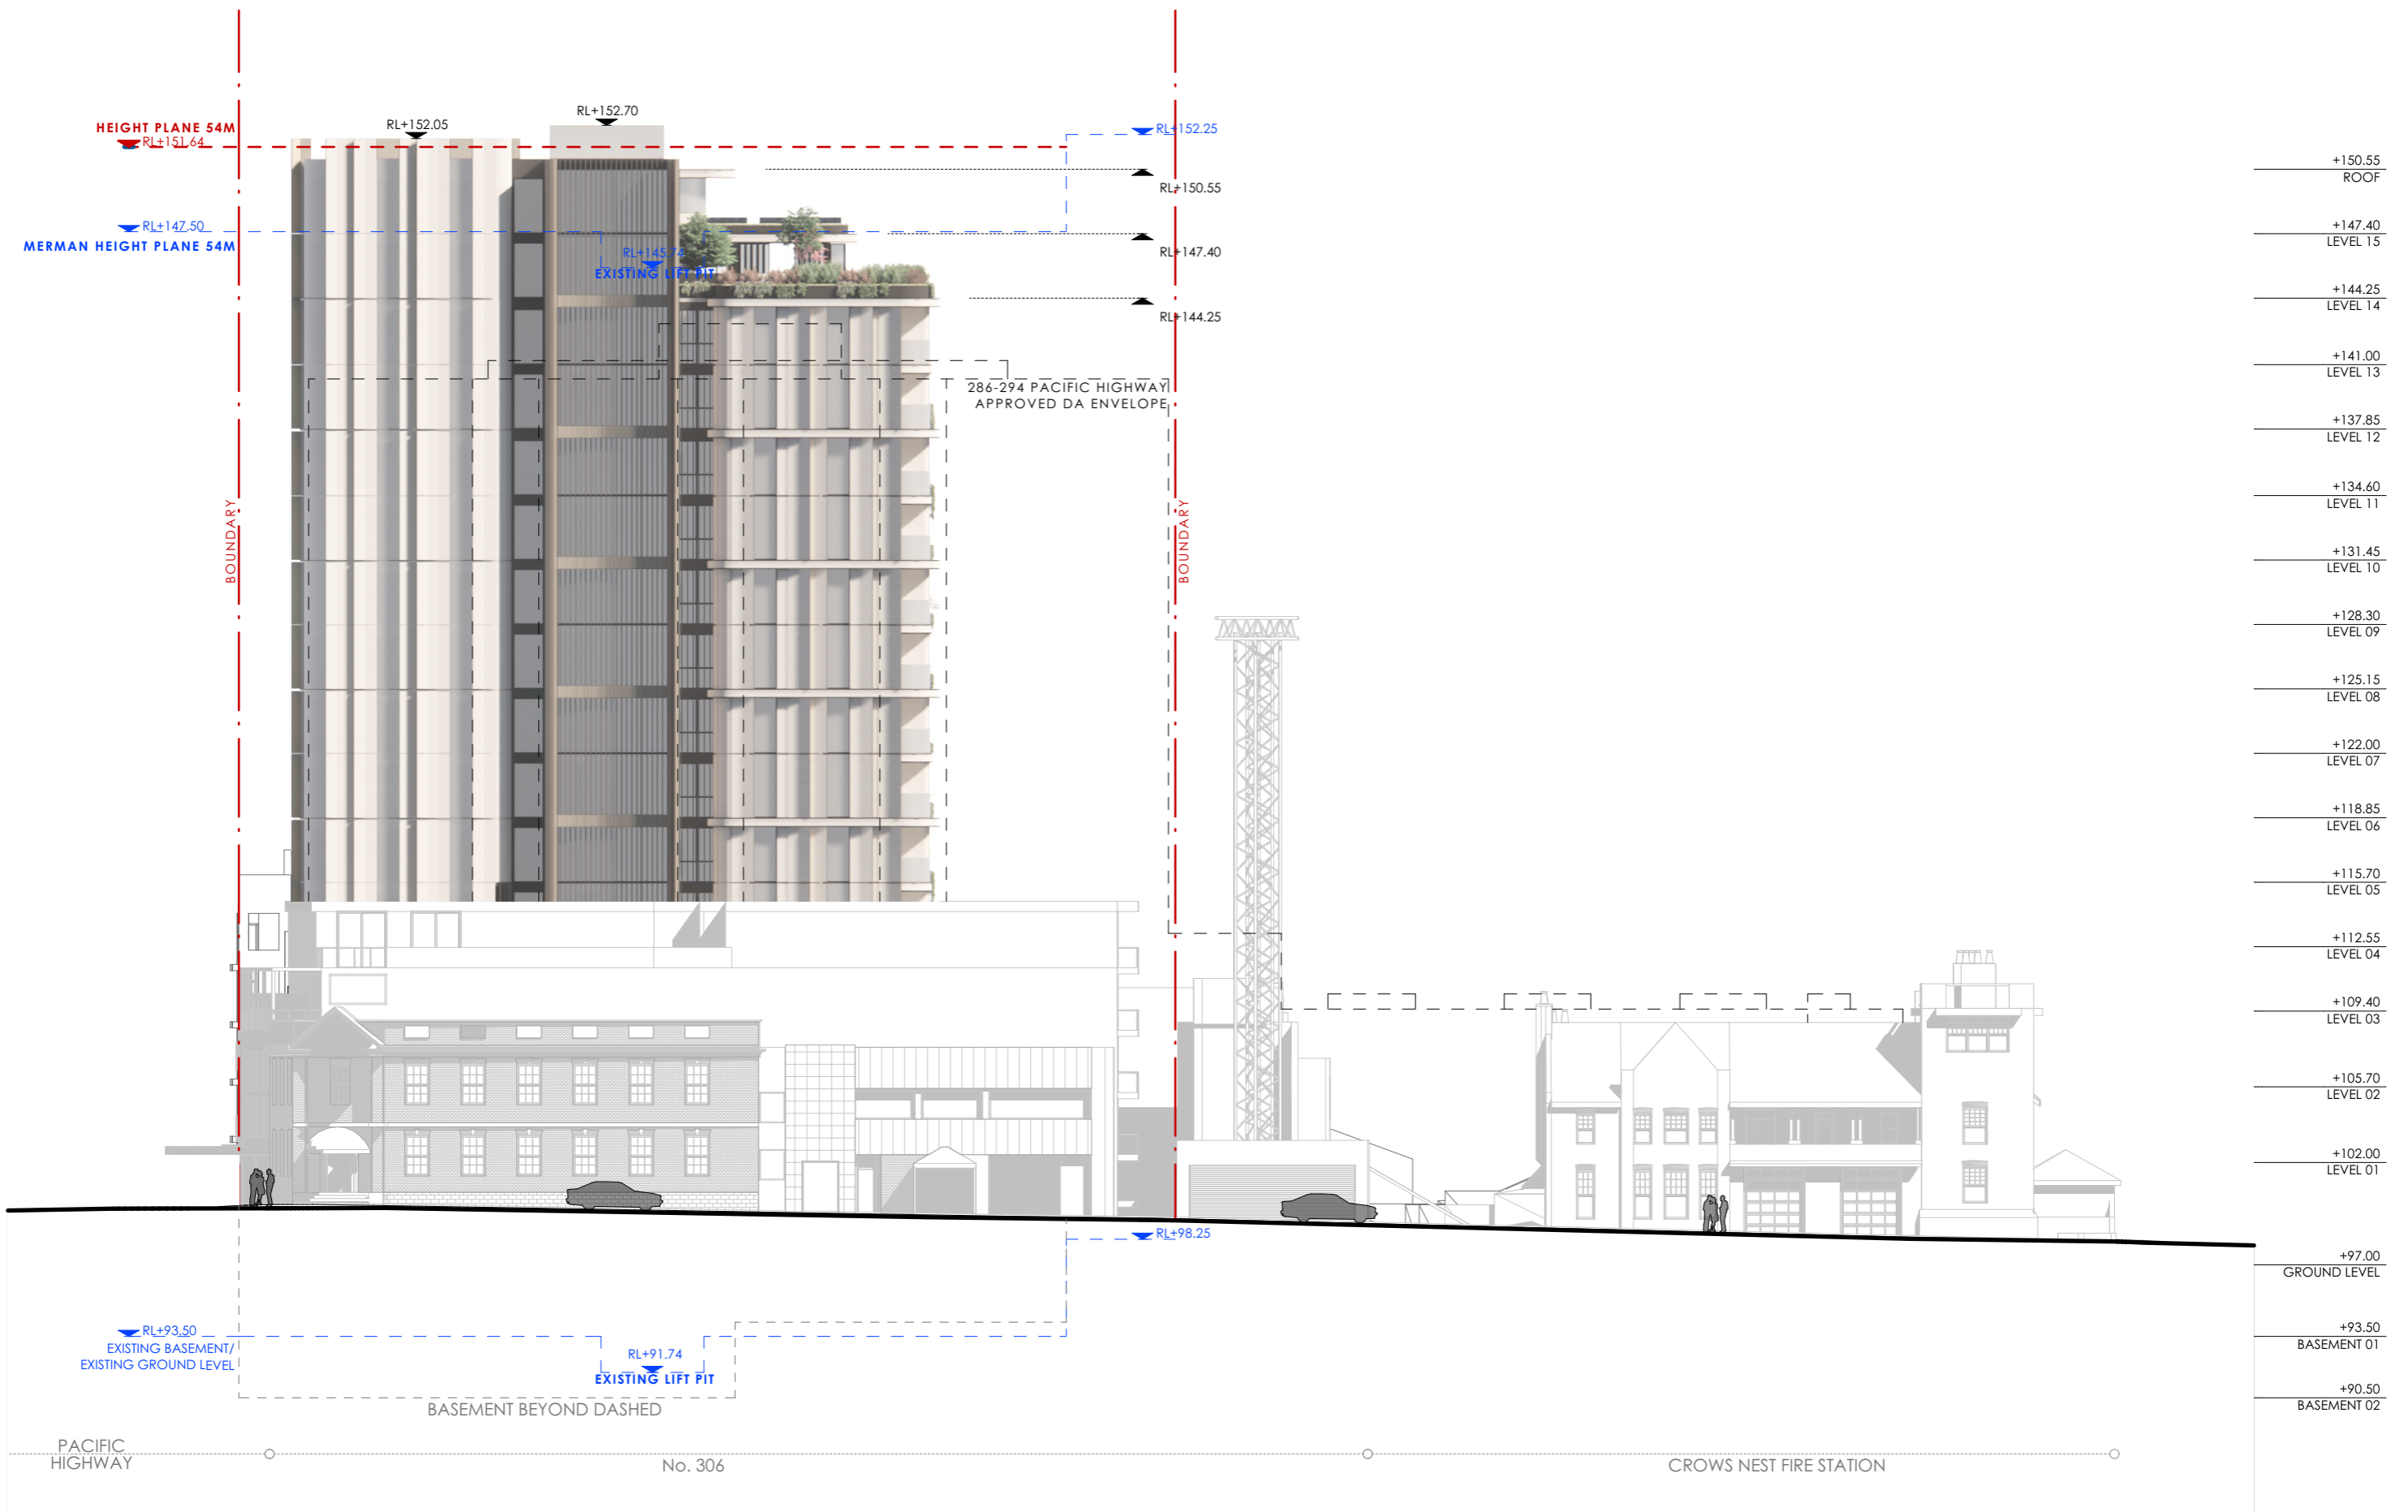 RL+152.70
RL+152.05
HEIGHT PLANE 54M
RL+151.64
RL+152.25
+150.55
ROOF
RL+150.55
RL+147.50
MERMAN HEIGHT PLANE 54M
RL+145.74
EXISTING LIFT PIT
RL+147.40
+147.40
LEVEL 15
RL+144.25
+144.25
LEVEL 14
+141.00
LEVEL 13
286-294 PACIFIC HIGHWAY
APPROVED DA ENVELOPE
+137.85
LEVEL 12
BOUNDARY
BOUNDARY
+134.60
LEVEL 11
+131.45
LEVEL 10
+128.30
LEVEL 09
+125.15
LEVEL 08
+122.00
LEVEL 07
+118.85
LEVEL 06
+115.70
LEVEL 05
+112.55
LEVEL 04
+109.40
LEVEL 03
+105.70
LEVEL 02
+102.00
LEVEL 01
RL+98.25
+97.00
GROUND LEVEL
RL+93.50
EXISTING BASEMENT/
EXISTING GROUND LEVEL
RL+91.74
EXISTING LIFT PIT
+93.50
BASEMENT 01
+90.50
BASEMENT 02
BASEMENT BEYOND DASHED
PACIFIC
HIGHWAY
No. 306
CROWS NEST FIRE STATION